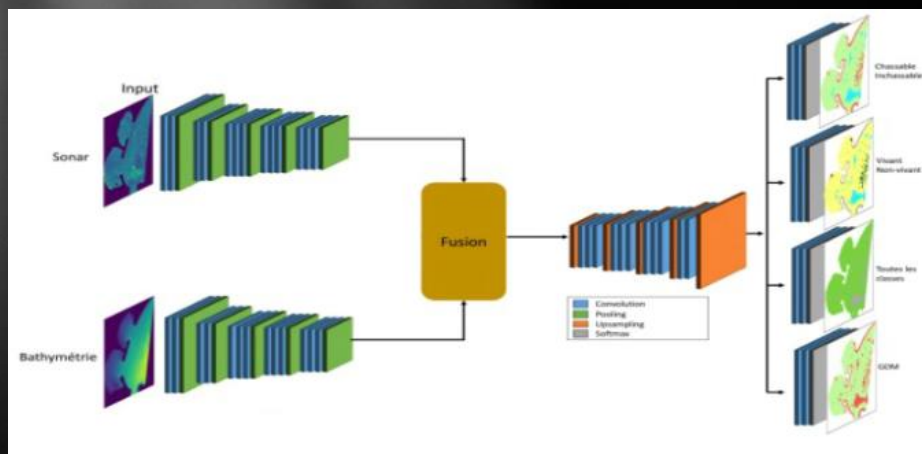 Input
Sonar
Bathymétrie
Fusion
Convolution
Pooling
Upsampling
Softmax
Chassable
Inchassable
Vivant
Non-vivant
Toutes les
classes
GDM